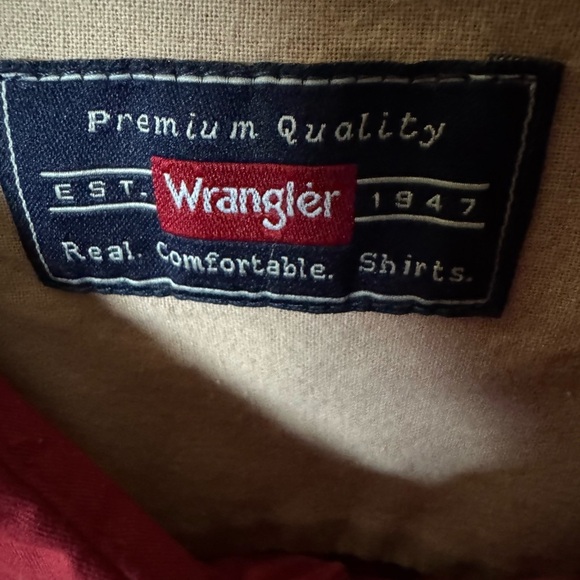 Premium Quality
EST. Wrangler 1947
Real. Comfortable. Shirts.